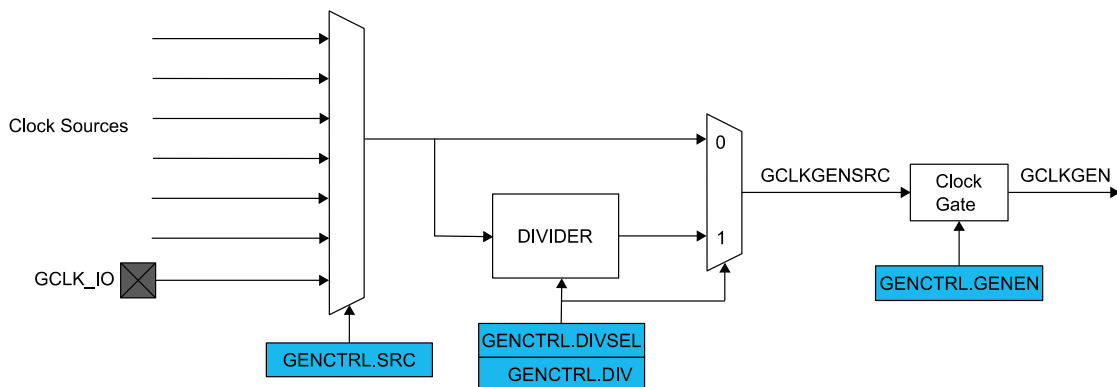 Clock Sources
GCLK_IO
GENCTRL.SRC
DIVIDER
GENCTRL.DIVSEL
GENCTRL.DIV
0
1
GCLKGENSRC
Clock
Gate
GENCTRL.GENEN
GCLKGEN